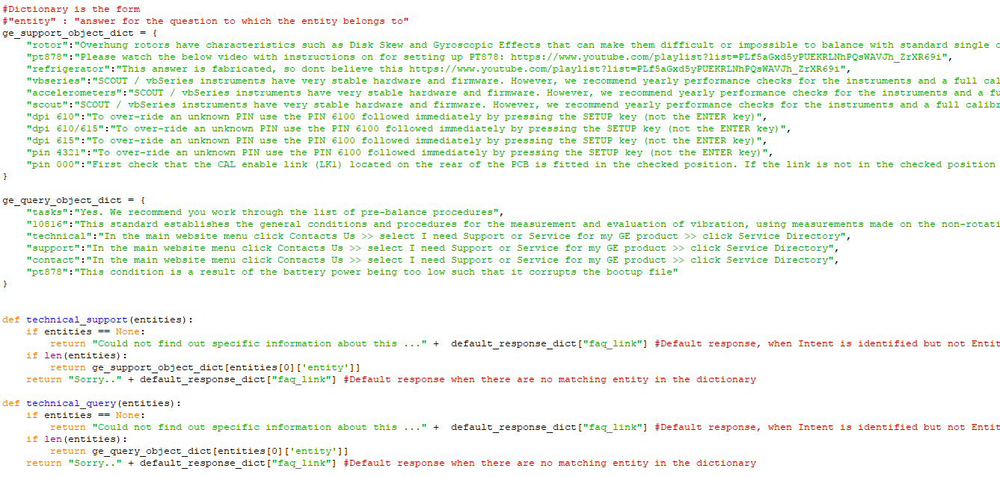 #Dictionary is the form
#"entity" : "answer for the question to which the entity belongs to"
ge_support_object_dict = {
    "rotor":"Overhung rotors have characteristics such as Disk Skew and Gyroscopic Effects that can make them difficult or impossible to balance with standard single c
    "pt878":"Please watch the below video with instructions on for setting up PT878: https://www.youtube.com/playlist?list=PLf5aGxd5yPUEKRLNhPQsWAVJh_ZrXR69i",
    "refrigerator":"This answer is fabricated, so dont believe this https://www.youtube.com/playlist?list=PLf5aGxd5yPUEKRLNhPQsWAVJh_ZrXR69i",
    "vbseries":"SCOUT / vbSeries instruments have very stable hardware and firmware. However, we recommend yearly performance checks for the instruments and a full cal
    "accelerometers":"SCOUT / vbSeries instruments have very stable hardware and firmware. However, we recommend yearly performance checks for the instruments and a fu
    "scout":"SCOUT / vbSeries instruments have very stable hardware and firmware. However, we recommend yearly performance checks for the instruments and a full calibr
    "dpi 610":"To over-ride an unknown PIN use the PIN 6100 followed immediately by pressing the SETUP key (not the ENTER key)",
    "dpi 610/615":"To over-ride an unknown PIN use the PIN 6100 followed immediately by pressing the SETUP key (not the ENTER key)",
    "dpi 615":"To over-ride an unknown PIN use the PIN 6100 followed immediately by pressing the SETUP key (not the ENTER key)",
    "pin 4321":"To over-ride an unknown PIN use the PIN 6100 followed immediately by pressing the SETUP key (not the ENTER key)",
    "pin 000":"First check that the CAL enable link (LK1) located on the rear of the PCB is fitted in the checked position. If the link is not in the checked position
}
ge_query_object_dict = {
    "tasks":"Yes. We recommend you work through the list of pre-balance procedures",
    "10816":"This standard establishes the general conditions and procedures for the measurement and evaluation of vibration, using measurements made on the non-rotati
    "technical":"In the main website menu click Contacts Us >> select I need Support or Service for my GE product >> click Service Directory",
    "support":"In the main website menu click Contacts Us >> select I need Support or Service for my GE product >> click Service Directory",
    "contact":"In the main website menu click Contacts Us >> select I need Support or Service for my GE product >> click Service Directory",
    "pt878":"This condition is a result of the battery power being too low such that it corrupts the bootup file"
}
def technical_support(entities):
    if entities == None:
        return "Could not find out specific information about this ..." +  default_response_dict["faq_link"] #Default response, when Intent is identified but not Entit
    if len(entities):
        return ge_support_object_dict[entities[0]['entity']]
    return "Sorry.." + default_response_dict["faq_link"] #Default response when there are no matching entity in the dictionary
def technical_query(entities):
    if entities == None:
        return "Could not find out specific information about this ..." +  default_response_dict["faq_link"] #Default response, when Intent is identified but not Entit
    if len(entities):
        return ge_query_object_dict[entities[0]['entity']]
    return "Sorry.." + default_response_dict["faq_link"] #Default response when there are no matching entity in the dictionary